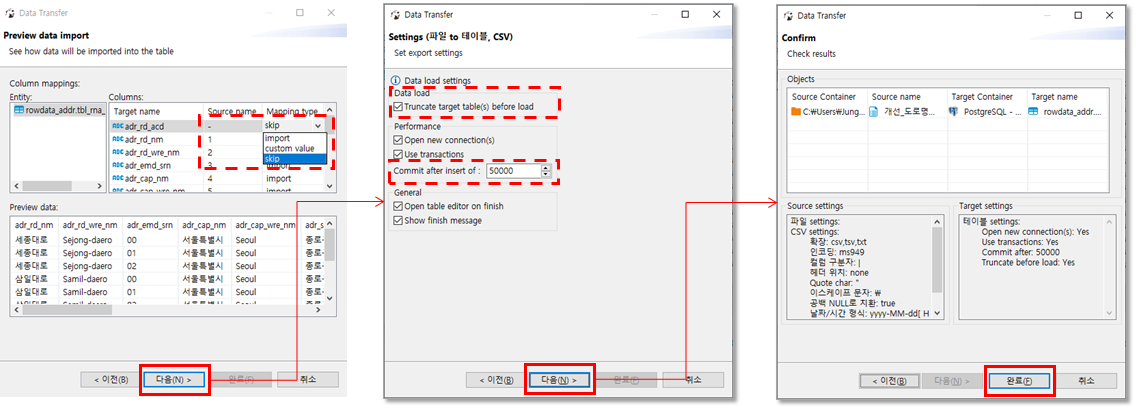 Data Transfer
Preview data import
See how data will be imported into the table
Column mappings:
Entity:
Columns:
rowdata_addr.tbl_rna_
Target name Source name Mapping type
ABC adr_rd_acd - skip
ABC adr_rd_nm 1 import
ABC adr_rd_wre_nm 2 custom value
skip
ABC adr_emd_srn 3 import
ABC adr_cap_nm 4 import
ABC adr_cap_wre_nm 5 import
Preview data:
adr_rd_nm adr_rd_wre_nm adr_emd_srn adr_cap_nm adr_cap_wre_nm adr_s
세종대로 Sejong-daero 00 서울특별시 Seoul 종로-
세종대로 Sejong-daero 01 서울특별시 Seoul 종로-
세종대로 Sejong-daero 02 서울특별시 Seoul 종로-
삼일대로 Samil-daero 00 서울특별시 Seoul 종로-
삼일대로 Samil-daero 01 서울특별시 Seoul 종로-
삼일대로 Samil-daero 02 서울특별시 Seoul 종로-
< 이전(B) 다음(N) > 완료(F) 취소
Data Transfer
Settings (파일 to 테이블, CSV)
Set export settings
Data load settings
Data load
Truncate target table(s) before load
Performance
Open new connection(s)
Use transactions
Commit after insert of : 50000
General
Open table editor on finish
Show finish message
< 이전(B) 다음(N) > 완료(F) 취소
Data Transfer
Confirm
Check results
Objects
Source Container Source name Target Container Target name
C:\Users\Jung... 개선_도로명... PostgreSQL - ... rowdata_addr....
Source settings
파일 settings:
CSV settings:
확장: csv,tsv,txt
인코딩: ms949
컬럼 구분자: |
헤더 위치: none
Quote char: "
이스케이프 문자: ₩
공백 NULL로 치환: true
날짜/시간 형식: yyyy-MM-dd[ H
Target settings
테이블 settings:
Open new connection(s): Yes
Use transactions: Yes
Commit after: 50000
Truncate before load: Yes
< 이전(B) 다음(N) > 완료(F) 취소